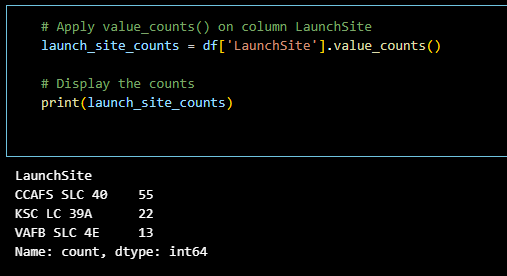 # Apply value_counts() on column LaunchSite
launch_site_counts = df['LaunchSite'].value_counts()
# Display the counts
print(launch_site_counts)
LaunchSite
CCAFS SLC 40    55
KSC LC 39A      22
VAFB SLC 4E     13
Name: count, dtype: int64